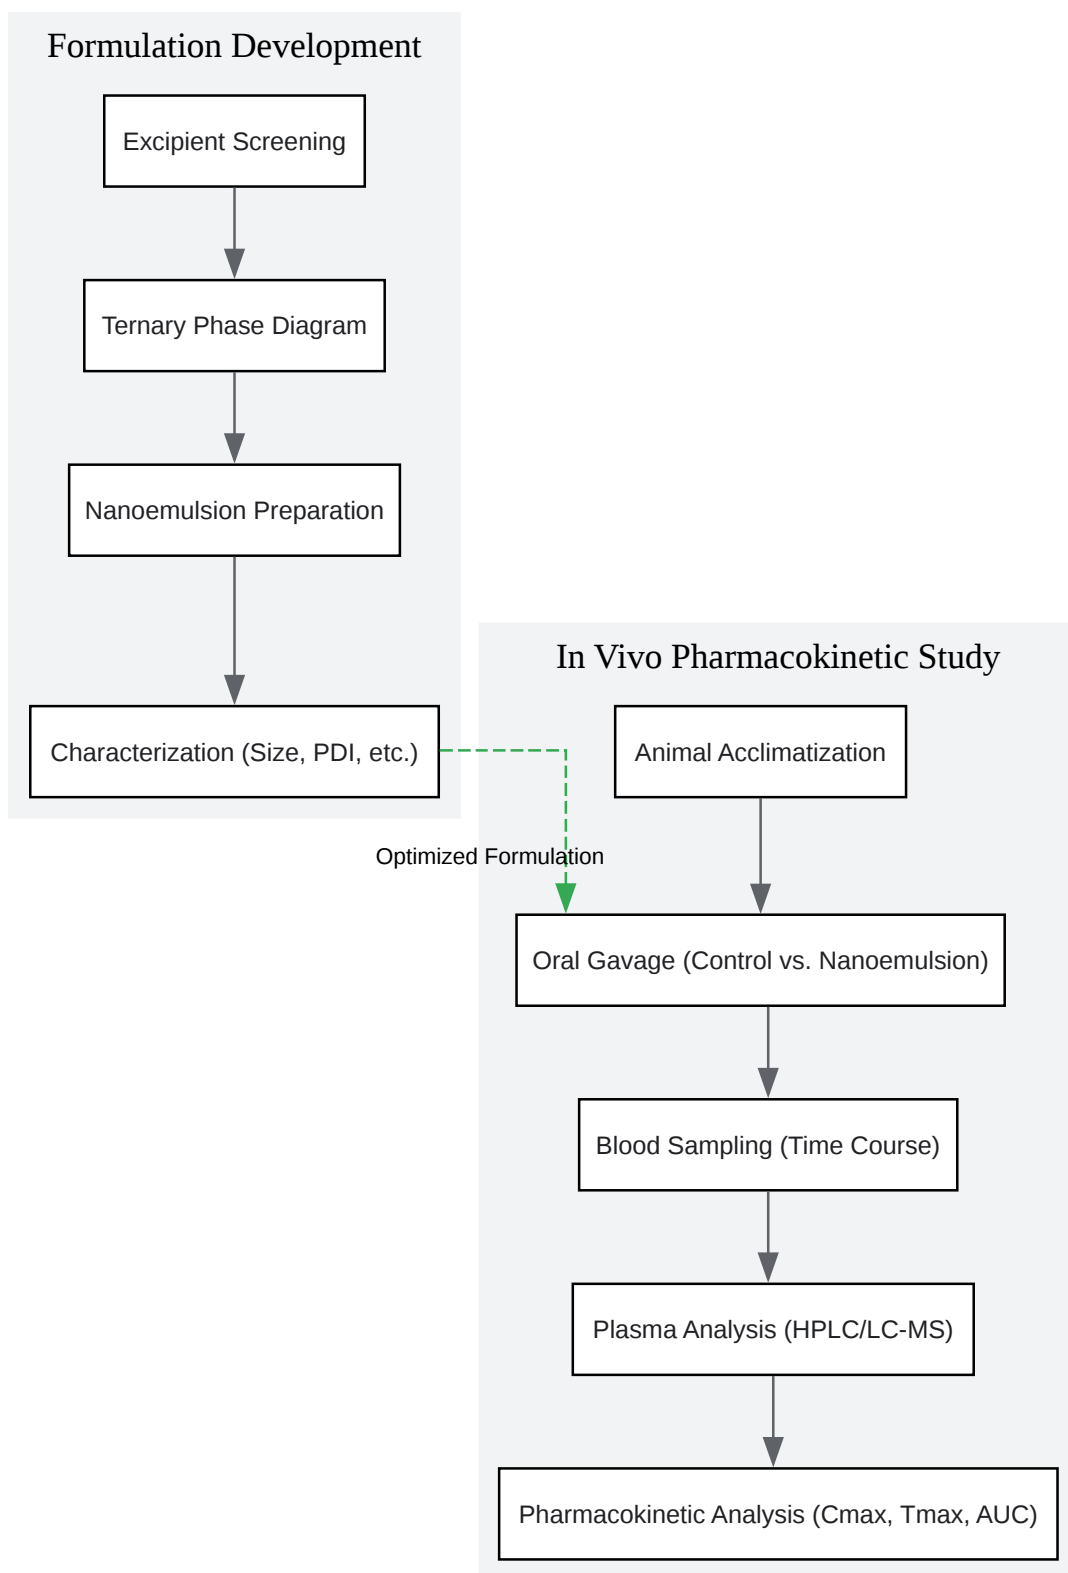 Formulation Development
Excipient Screening
Ternary Phase Diagram
Nanoemulsion Preparation
Characterization (Size, PDI, etc.)
Optimized Formulation
In Vivo Pharmacokinetic Study
Animal Acclimatization
Oral Gavage (Control vs. Nanoemulsion)
Blood Sampling (Time Course)
Plasma Analysis (HPLC/LC-MS)
Pharmacokinetic Analysis (Cmax, Tmax, AUC)